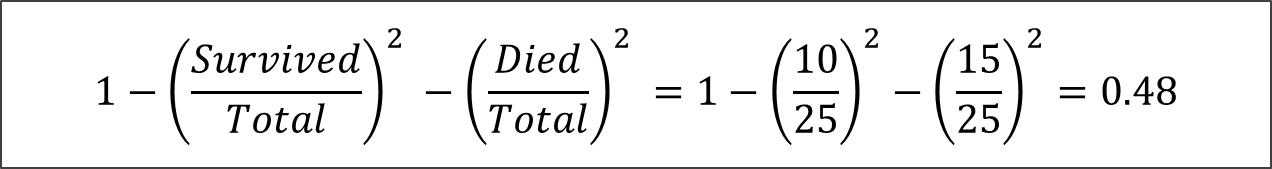 1 − (Survived/Total)² − (Died/Total)² = 1 − (10/25)² − (15/25)² = 0.48